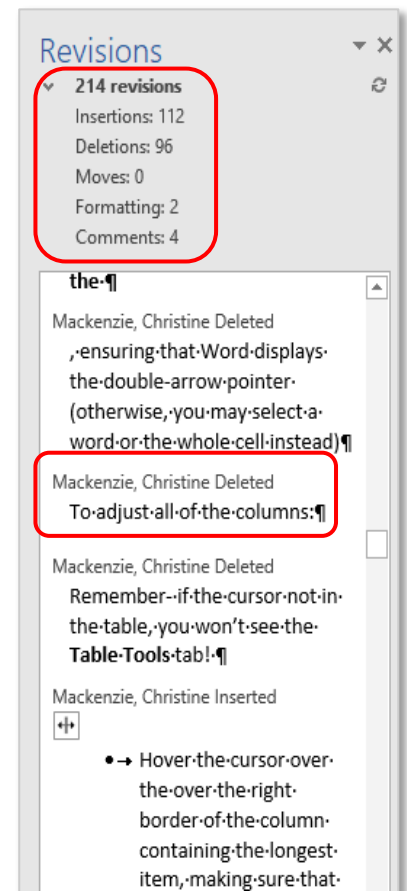 Revisions
214 revisions
Insertions: 112
Deletions: 96
Moves: 0
Formatting: 2
Comments: 4
the·¶
Mackenzie, Christine Deleted
,·ensuring·that·Word·displays·
the·double-arrow·pointer·
(otherwise,·you·may·select·a·
word·or·the·whole·cell·instead)¶
Mackenzie, Christine Deleted
To·adjust·all·of·the·columns:¶
Mackenzie, Christine Deleted
Remember-·if·the·cursor·not·in·
the·table,·you·won't·see·the·
Table·Tools·tab!·¶
Mackenzie, Christine Inserted
•→ Hover·the·cursor·over·
the·over·the·right·
border·of·the·column·
containing·the·longest·
item,·making·sure·that·